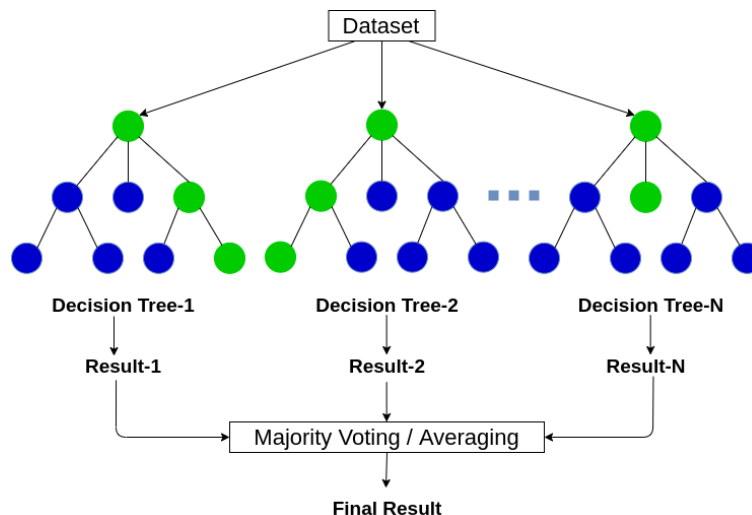 Dataset
Decision Tree-1
Decision Tree-2
Decision Tree-N
Result-1
Result-2
Result-N
Majority Voting / Averaging
Final Result